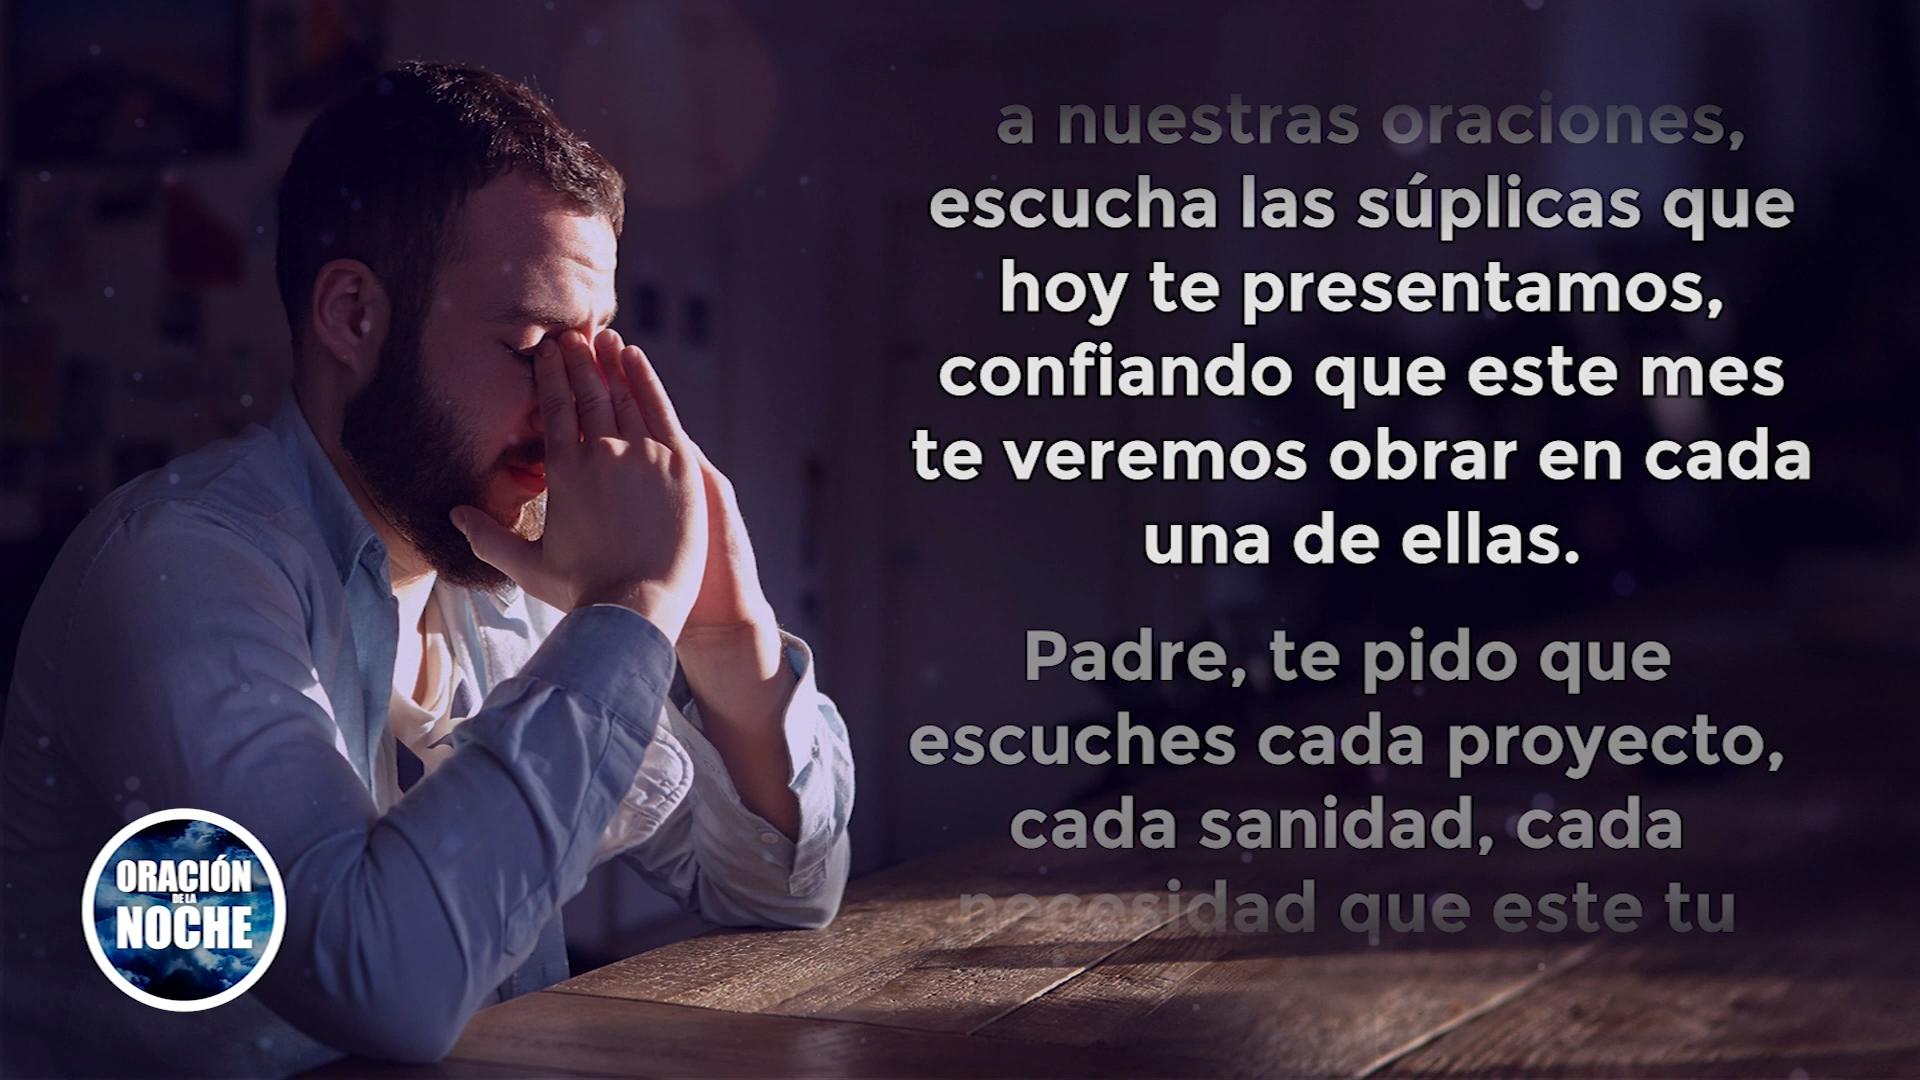 a nuestras oraciones,
escucha las súplicas que
hoy te presentamos,
confiando que este mes
te veremos obrar en cada
una de ellas.
Padre, te pido que
escuches cada proyecto,
cada sanidad, cada
necesidad que este tu
ORACIÓN
DE LA
NOCHE